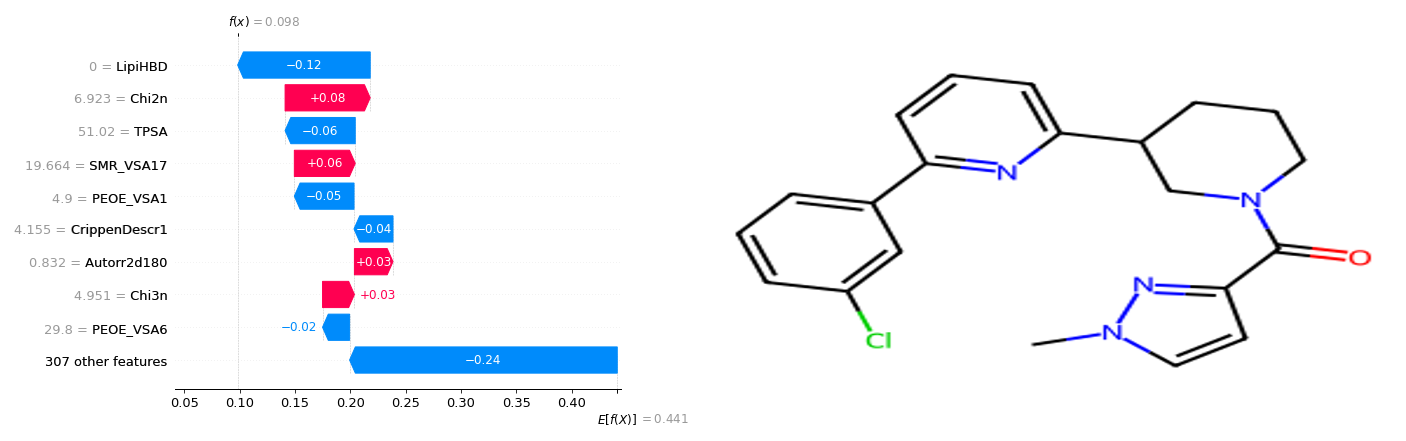 f(x) = 0.098
0 = LipiHBD
−0.12
6.923 = Chi2n
+0.08
51.02 = TPSA
−0.06
19.664 = SMR_VSA17
+0.06
4.9 = PEOE_VSA1
−0.05
4.155 = CrippenDescr1
−0.04
0.832 = Autorr2d180
+0.03
4.951 = Chi3n
+0.03
29.8 = PEOE_VSA6
−0.02
307 other features
−0.24
0.05 0.10 0.15 0.20 0.25 0.30 0.35 0.40
E[f(X)] = 0.441
N
N
O
N
N
Cl